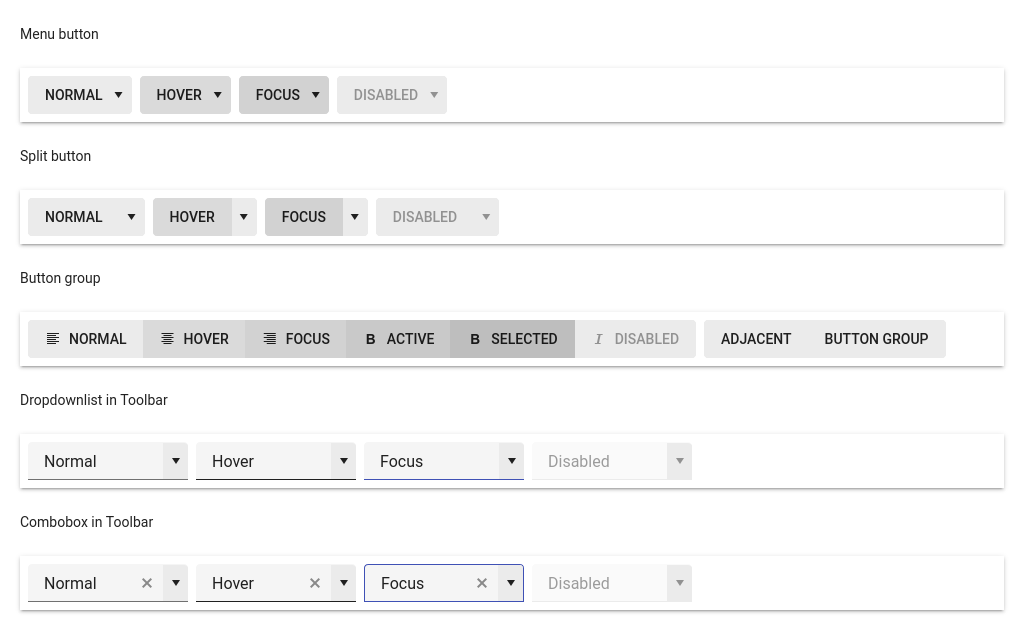 Menu button
NORMAL HOVER FOCUS DISABLED
Split button
NORMAL HOVER FOCUS DISABLED
Button group
NORMAL HOVER FOCUS B ACTIVE B SELECTED I DISABLED ADJACENT BUTTON GROUP
Dropdownlist in Toolbar
Normal Hover Focus Disabled
Combobox in Toolbar
Normal Hover Focus Disabled